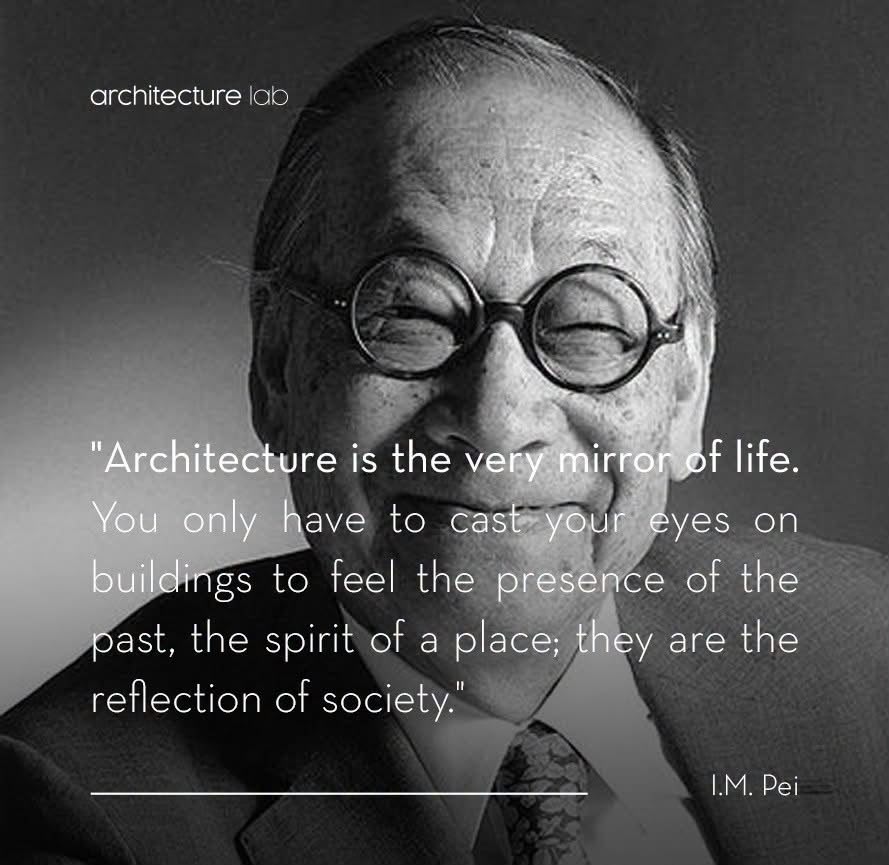 architecture lab
"Architecture is the very mirror of life.
You only have to cast your eyes on
buildings to feel the presence of the
past, the spirit of a place; they are the
reflection of society."
I.M. Pei